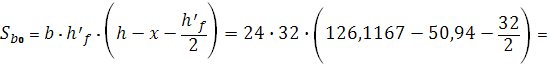 S_{b0} = b · h'_f · (h − x − h'_f/2) = 24 · 32 · (126,1167 − 50,94 − 32/2) =